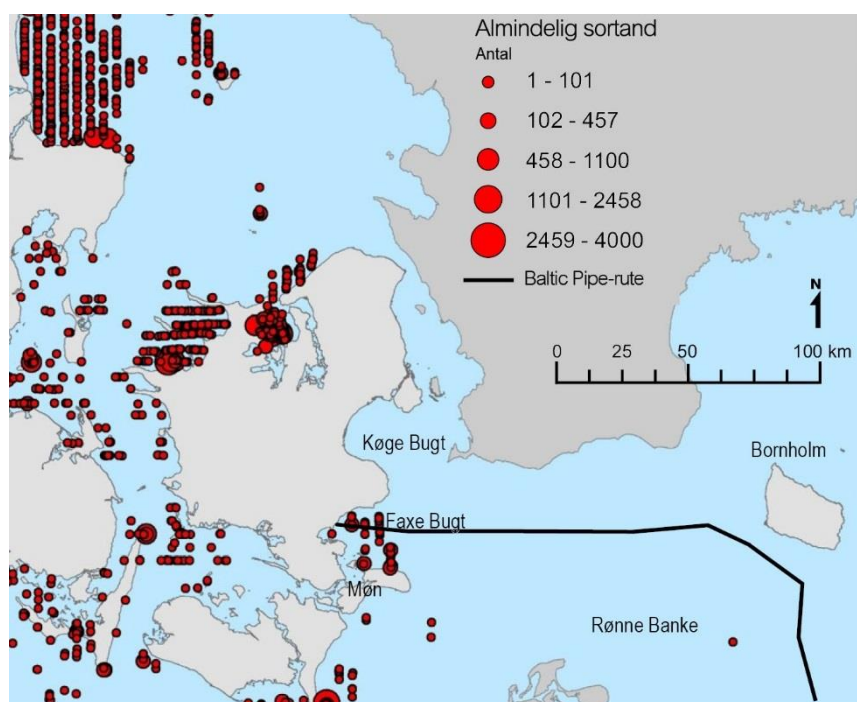 Almindelig sortand
Antal
1 - 101
102 - 457
458 - 1100
1101 - 2458
2459 - 4000
Baltic Pipe-rute
N
0 25 50 100 km
Køge Bugt
Bornholm
Faxe Bugt
Møn
Rønne Banke